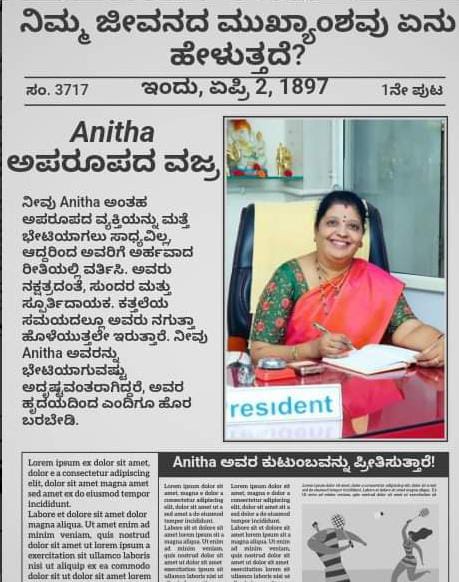 ನಿಮ್ಮ ಜೀವನದ ಮುಖ್ಯಾಂಶವು ಏನು
ಹೇಳುತ್ತದೆ?
ಸಂ. 3717
ಇಂದು, ಏಪ್ರಿ 2, 1897
1ನೇ ಪುಟ
Anitha
ಅಪರೂಪದ ವಜ್ರ
ನೀವು Anitha ಅಂತಹ
ಅಪರೂಪದ ವ್ಯಕ್ತಿಯನ್ನು ಮತ್ತೆ
ಭೇಟಿಯಾಗಲು ಸಾಧ್ಯವಿಲ್ಲ,
ಆದ್ದರಿಂದ ಅವರಿಗೆ ಅರ್ಹವಾದ
ರೀತಿಯಲ್ಲಿ ವರ್ತಿಸಿ. ಅವರು
ನಕ್ಷತ್ರದಂತೆ, ಸುಂದರ ಮತ್ತು
ಸ್ಪೂರ್ತಿದಾಯಕ. ಕತ್ತಲೆಯ
ಸಮಯದಲ್ಲೂ ಅವರು ನಗುತ್ತಾ
ಹೊಳೆಯುತ್ತಲೇ ಇರುತ್ತಾರೆ. ನೀವು
Anitha ಅವರನ್ನು
ಭೇಟಿಯಾಗುವಷ್ಟು
ಅದೃಷ್ಟವಂತರಾಗಿದ್ದರೆ, ಅವರ
ಹೃದಯದಿಂದ ಎಂದಿಗೂ ಹೊರ
ಬರಬೇಡಿ.
resident
Lorem ipsum ex dolor sit amet,
dolor e a consectetur adipiscing
elit, dolor sit amet magna amet
sed amet ex do eiusmod tempor
incididunt.
Labore et dolore sit amet dolor
magna aliqua. Ut amet enim ad
minim veniam, quis nostrud
dolor sit amet ut lorem ipsum a
exercitation sit ullamco laboris
nisi ut aliquip ex ea commodo
dolor sit ut dolor sit amet lorem
Anitha ಅವರ ಕುಟುಂಬವನ್ನು ಪ್ರೀತಿಸುತ್ತಾರೆ!